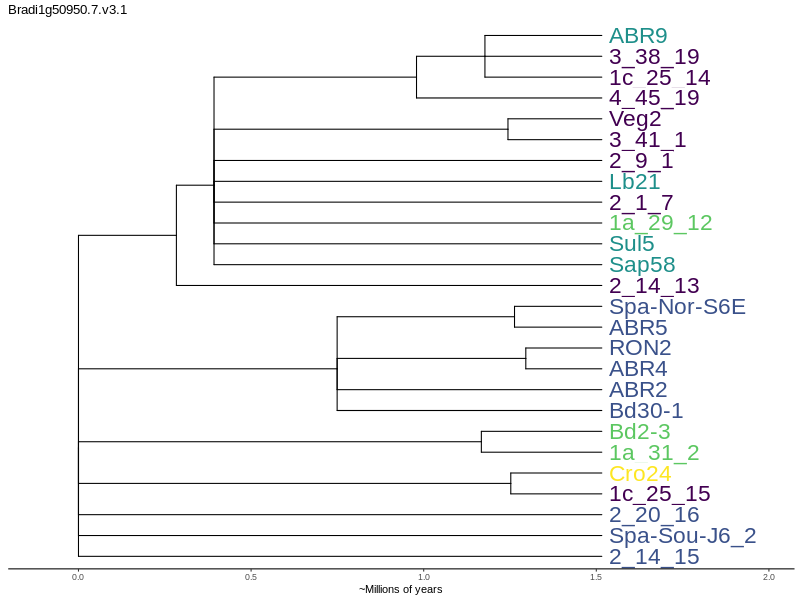 Bradi1g50950.7.v3.1
ABR9
3_38_19
1c_25_14
4_45_19
Veg2
3_41_1
2_9_1
Lb21
2_1_7
1a_29_12
Sul5
Sap58
2_14_13
Spa-Nor-S6E
ABR5
RON2
ABR4
ABR2
Bd30-1
Bd2-3
1a_31_2
Cro24
1c_25_15
2_20_16
Spa-Sou-J6_2
2_14_15
0.0 0.5 1.0 1.5 2.0
~Millions of years